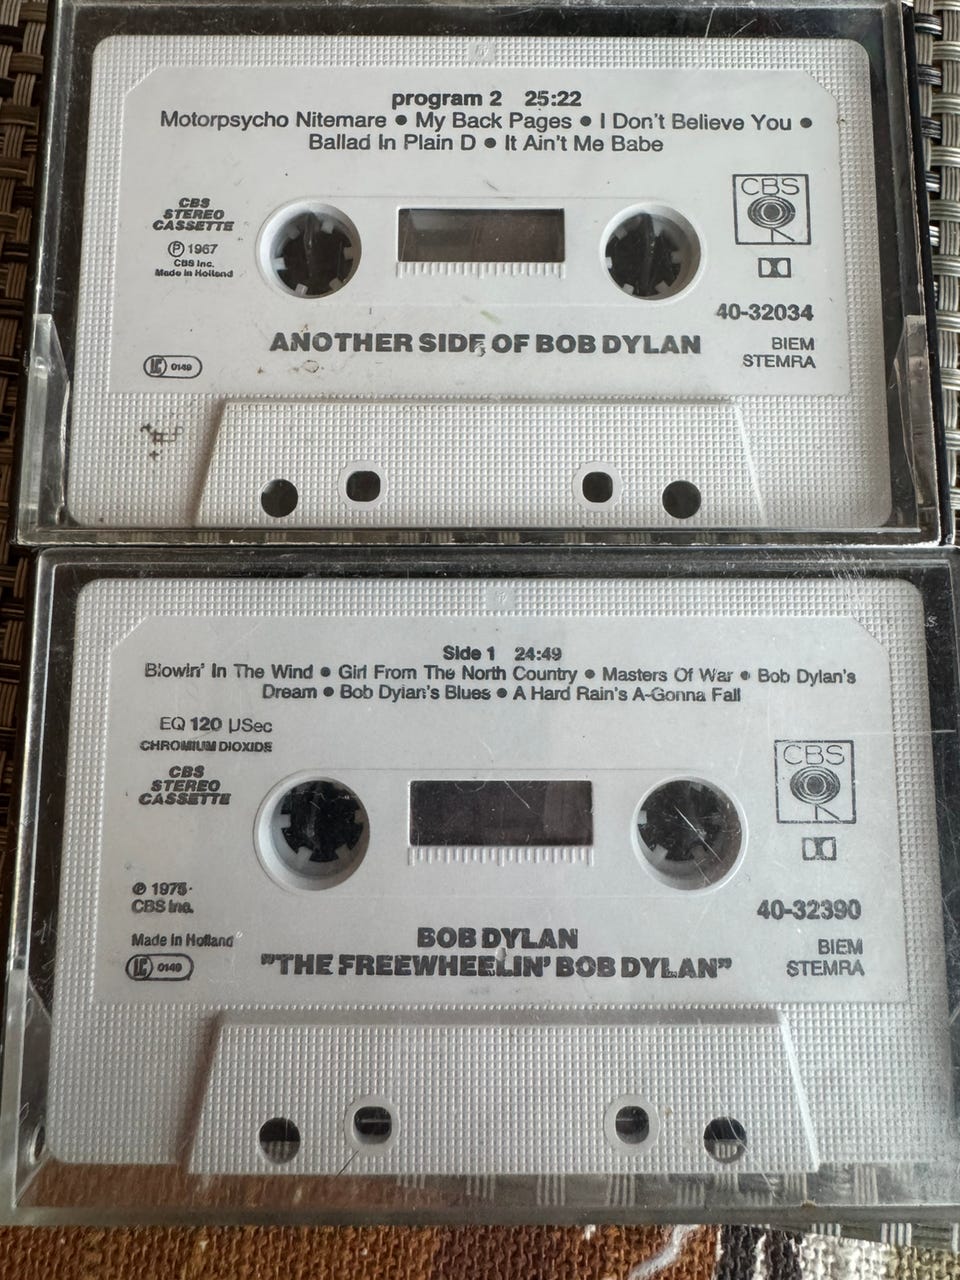 program 2 25:22
Motorpsycho Nitemare ● My Back Pages ● I Don't Believe You ●
Ballad In Plain D ● It Ain't Me Babe
CBS
STEREO
CASSETTE
Ⓟ 1967
CBS Inc.
Made in Holland
CBS
40-32034
ANOTHER SIDE OF BOB DYLAN
BIEM
STEMRA
LC 0149
Side 1 24:49
Blowin' In The Wind ● Girl From The North Country ● Masters Of War ● Bob Dylan's
Dream ● Bob Dylan's Blues ● A Hard Rain's A-Gonna Fall
EQ 120 µSec
CHROMIUM DIOXIDE
CBS
STEREO
CASSETTE
CBS
Ⓟ
CBS Inc.
40-32390
Made in Holland
BOB DYLAN
"THE FREEWHEELIN' BOB DYLAN"
BIEM
STEMRA
LC 0149